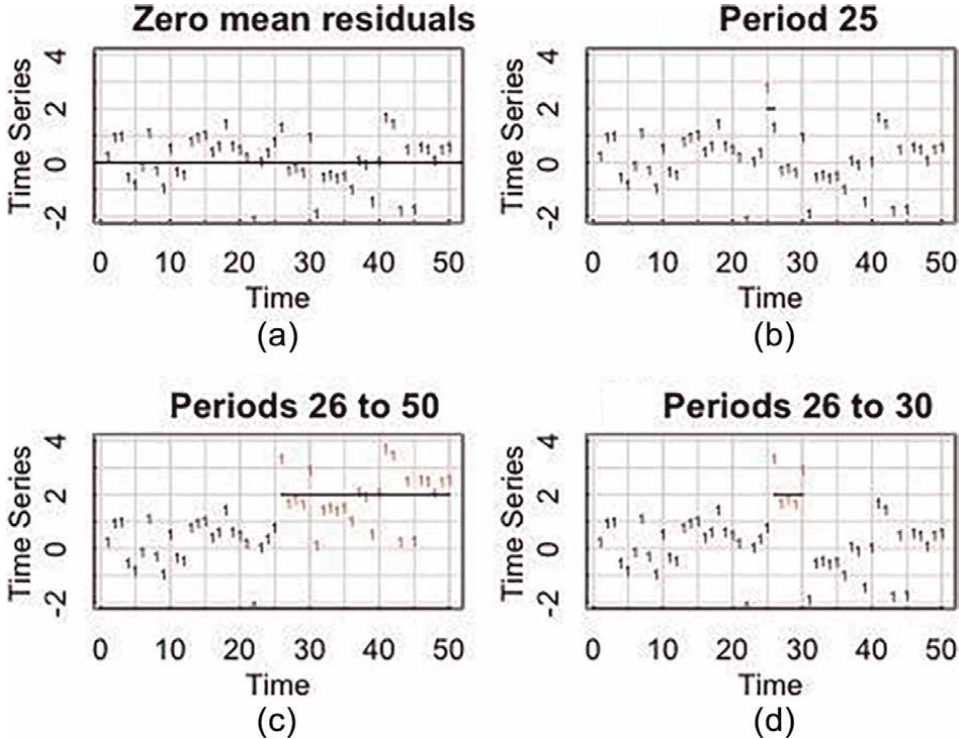 Zero mean residuals
Time Series
4
2
0
-2
0 10 20 30 40 50
Time
(a)
Period 25
Time Series
4
2
0
-2
0 10 20 30 40 50
Time
(b)
Periods 26 to 50
Time Series
4
2
0
-2
0 10 20 30 40 50
Time
(c)
Periods 26 to 30
Time Series
4
2
0
-2
0 10 20 30 40 50
Time
(d)